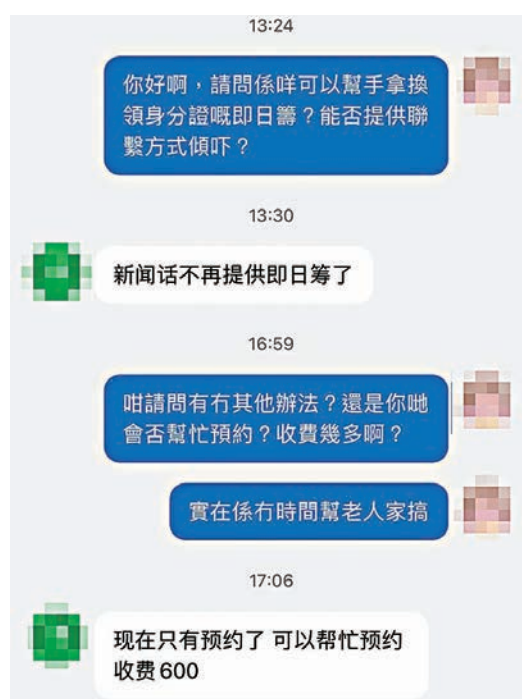 13:24
你好啊，請問係咩可以幫手拿換
領身分證嘅即日籌？能否提供聯
繫方式傾吓？
13:30
新闻话不再提供即日筹了
16:59
咁請問有冇其他辦法？還是你哋
會否幫忙預約？收費幾多啊？
實在係冇時間幫老人家搞
17:06
现在只有预约了 可以帮忙预约
收费600